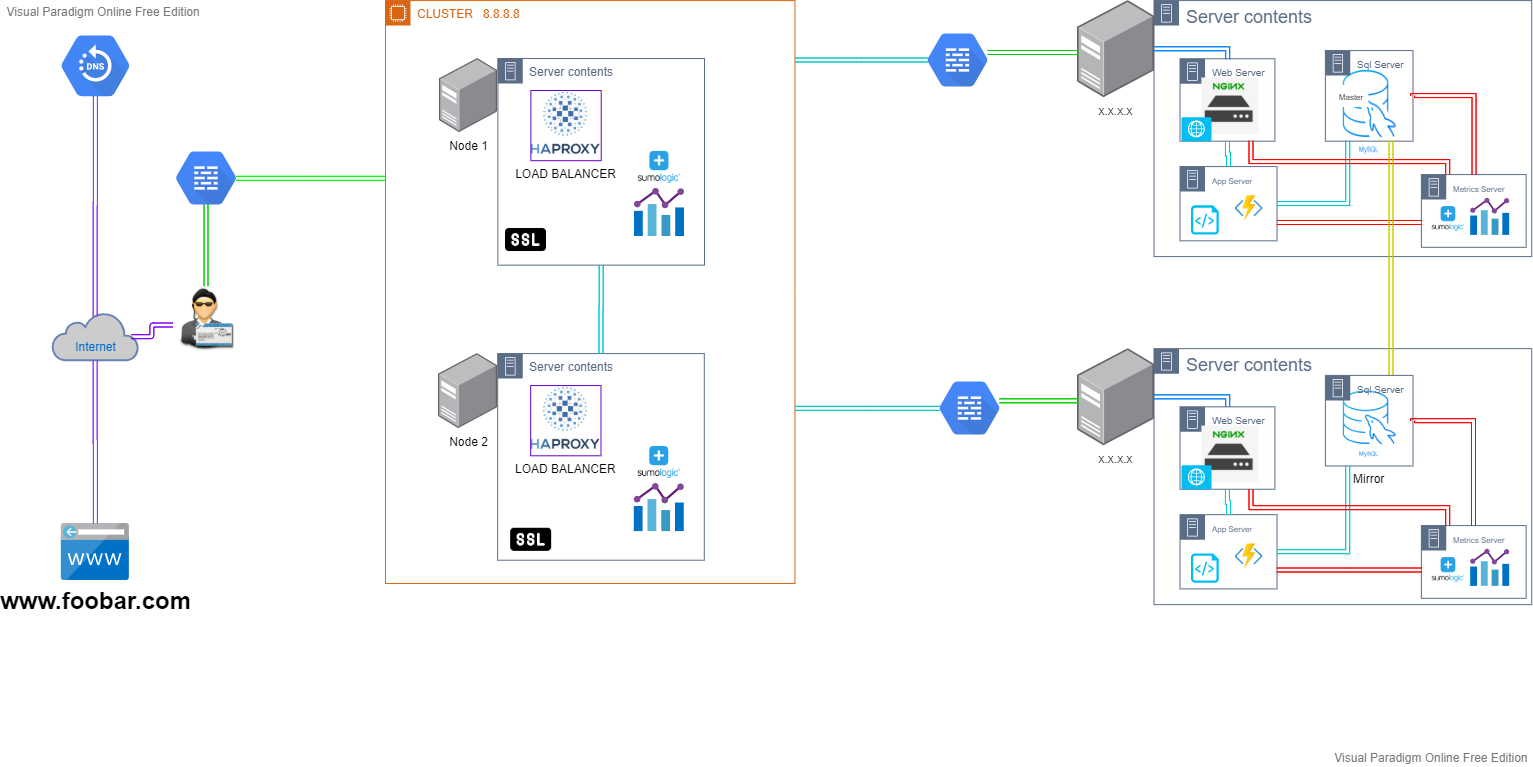 Visual Paradigm Online Free Edition
DNS
Internet
WWW
www.foobar.com
CLUSTER 8.8.8.8
Node 1
Server contents
HAPROXY
LOAD BALANCER
sumologic
SSL
Node 2
Server contents
HAPROXY
LOAD BALANCER
sumologic
SSL
X.X.X.X
Server contents
Web Server
NGINX
Sql Server
Master
MySQL
App Server
</>
Metrics Server
sumologic
X.X.X.X
Server contents
Web Server
NGINX
Sql Server
MySQL
Mirror
App Server
</>
Metrics Server
sumologic
Visual Paradigm Online Free Edition